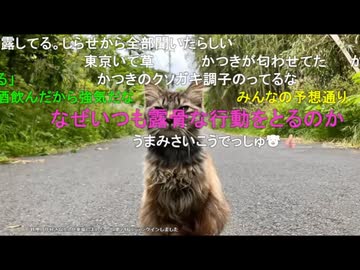 露してる。しらせから全部聞いたらしい
東京いて草 かつきが匂わせてた か
る」 かつきのクソガキ調子のってるな
酒飲んだから強気だな みんなの予想通り
なぜいつも露骨な行動をとるのか
うまみさいこうでっしゅ🐮